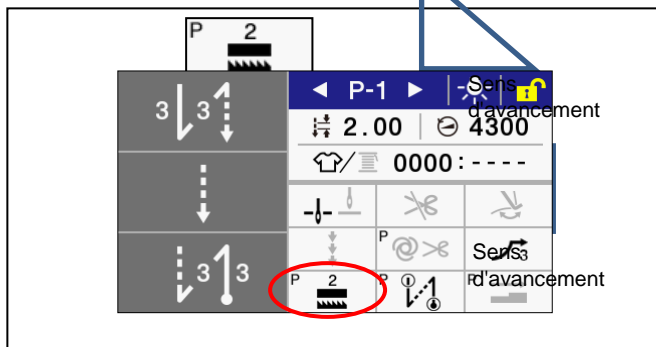 P 2
◄ P-1 ►
Sens
d'avancement
3 3
2.00 4300
/ 0000:----
P
Sens
3
d'avancement
3 3
P 2
P
P